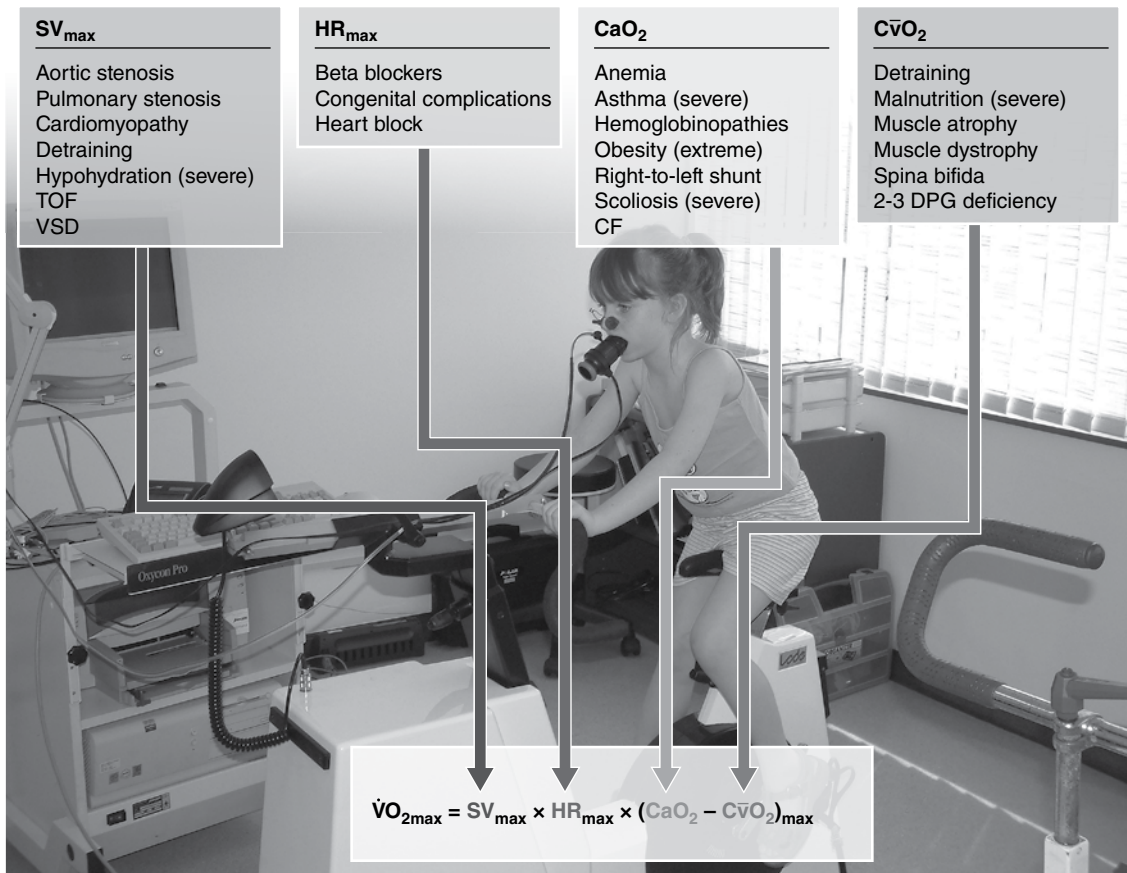 SVmax
Aortic stenosis
Pulmonary stenosis
Cardiomyopathy
Detraining
Hypohydration (severe)
TOF
VSD
HRmax
Beta blockers
Congenital complications
Heart block
CaO2
Anemia
Asthma (severe)
Hemoglobinopathies
Obesity (extreme)
Right-to-left shunt
Scoliosis (severe)
CF
Cv̅O2
Detraining
Malnutrition (severe)
Muscle atrophy
Muscle dystrophy
Spina bifida
2-3 DPG deficiency
Oxycon Pro
Lode
V̇O2max = SVmax × HRmax × (CaO2 – Cv̅O2)max